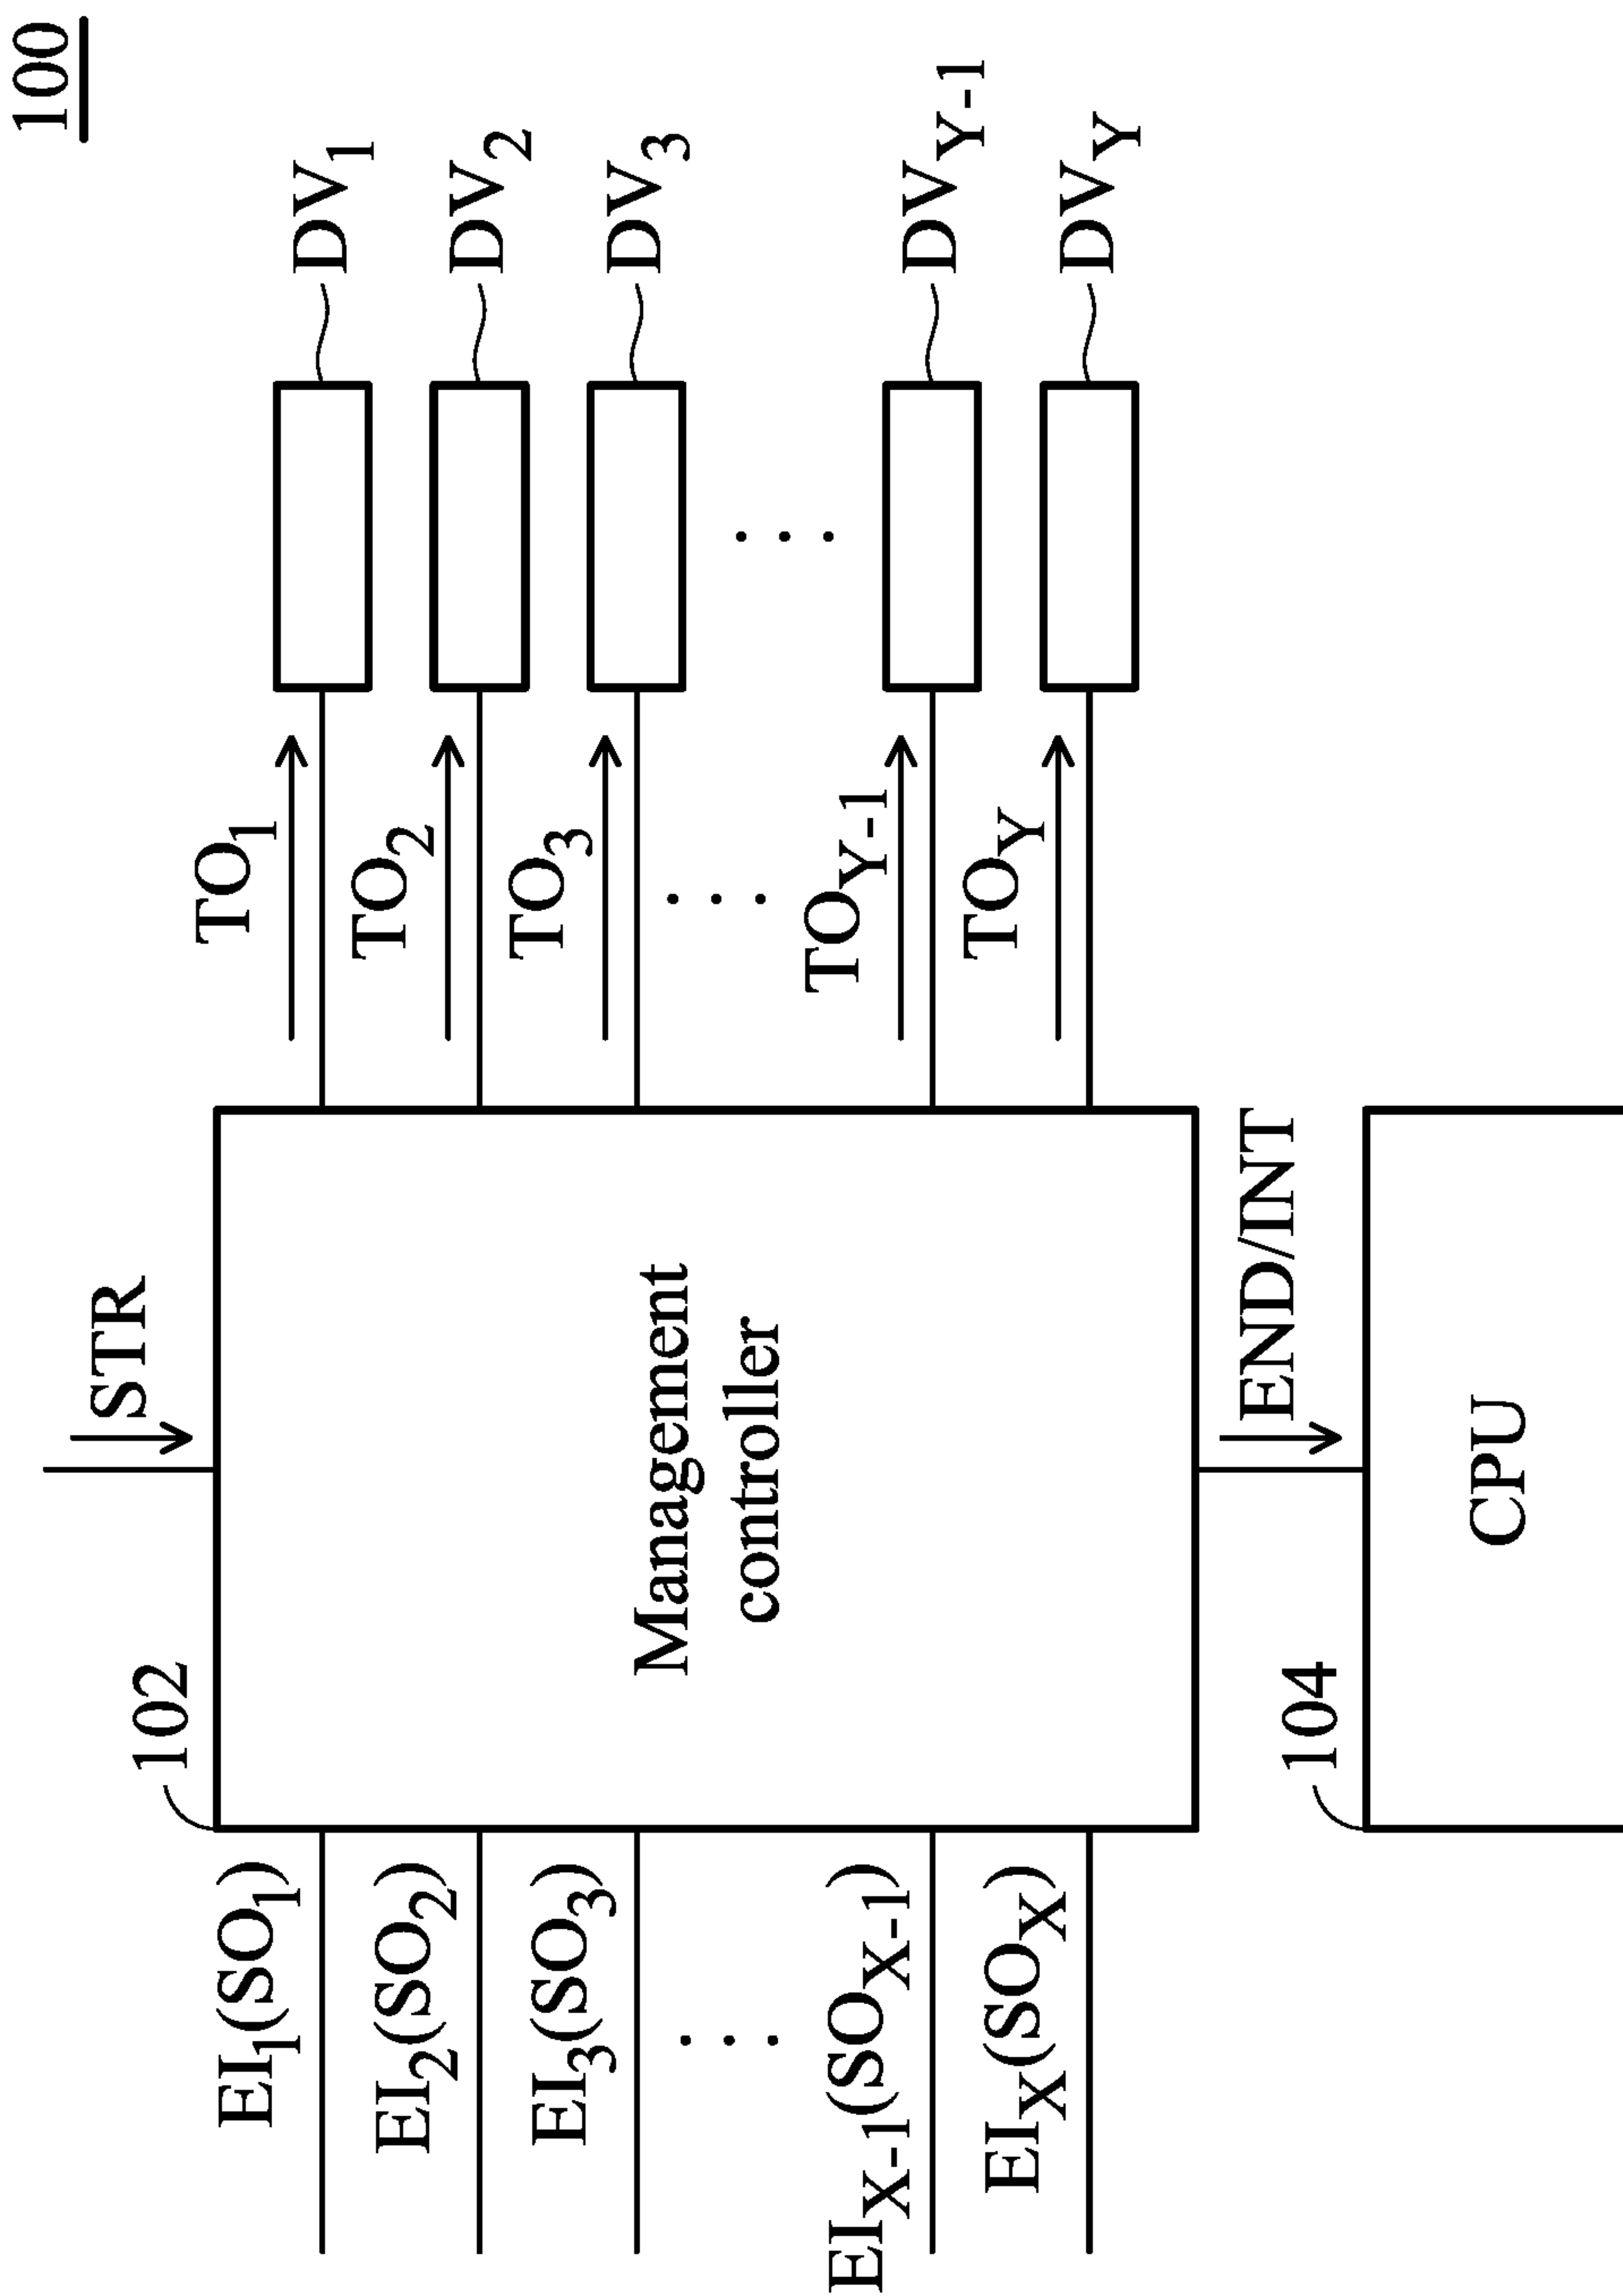 100
STR
102
EI1(SO1)
EI2(SO2)
EI3(SO3)
...
EIX-1(SOX-1)
EIX(SOX)
Management
controller
TO1
TO2
TO3
...
TOY-1
TOY
DV1
DV2
DV3
...
DVY-1
DVY
END/INT
104
CPU